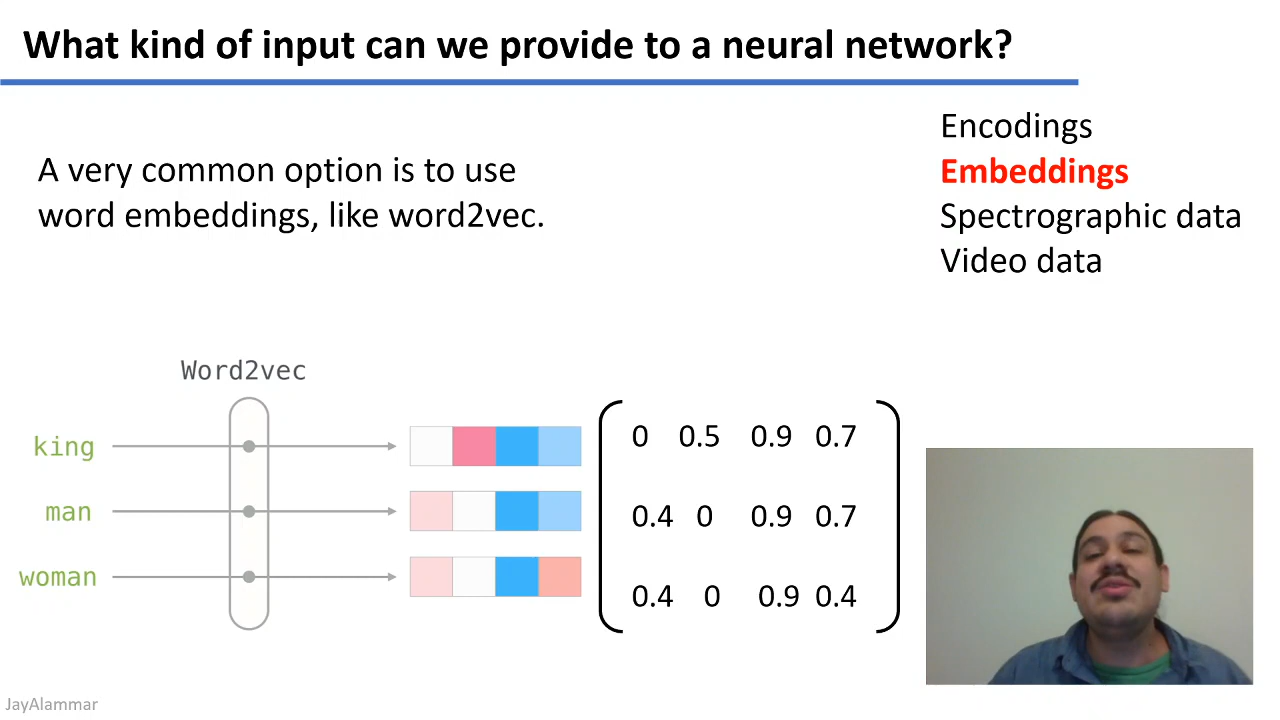 What kind of input can we provide to a neural network?
A very common option is to use
word embeddings, like word2vec.
Encodings
Embeddings
Spectrographic data
Video data
Word2vec
king
man
woman
0 0.5 0.9 0.7
0.4 0 0.9 0.7
0.4 0 0.9 0.4
JayAlammar